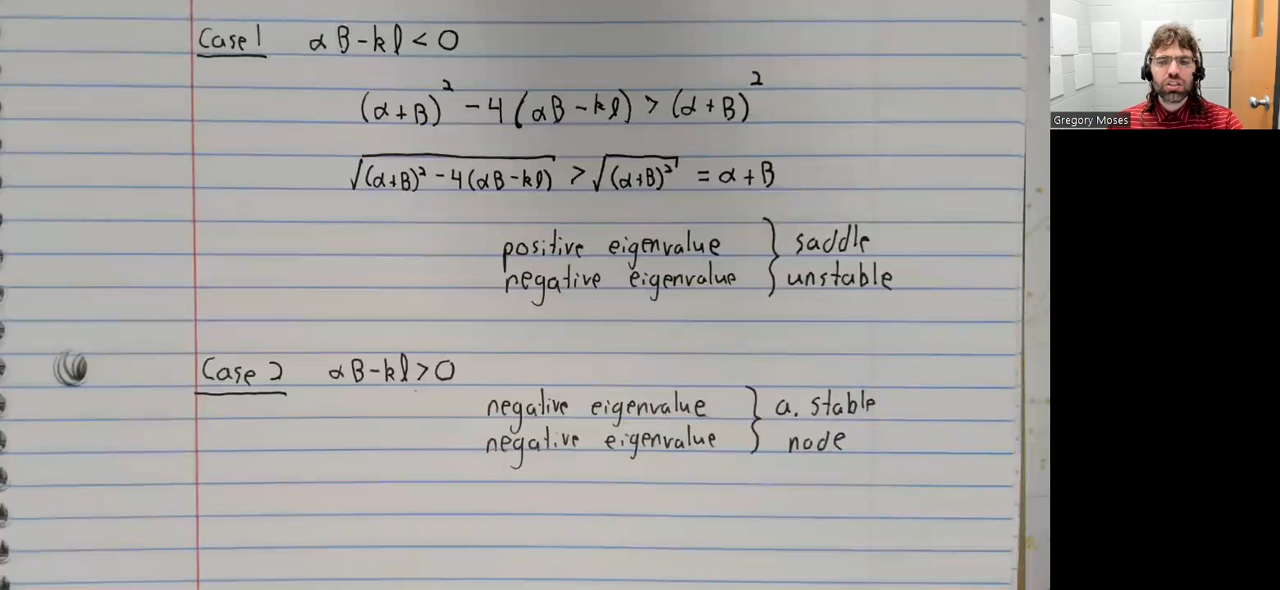 Case 1 αB-kl<0
(α+B)² - 4(αB-kl) > (α+B)²
√(α+B)² - 4(αB-kl) > √(α+B)² = α+B
positive eigenvalue } saddle
negative eigenvalue } unstable
Case 2 αB-kl>0
negative eigenvalue } a. stable
negative eigenvalue } node
Gregory Moses